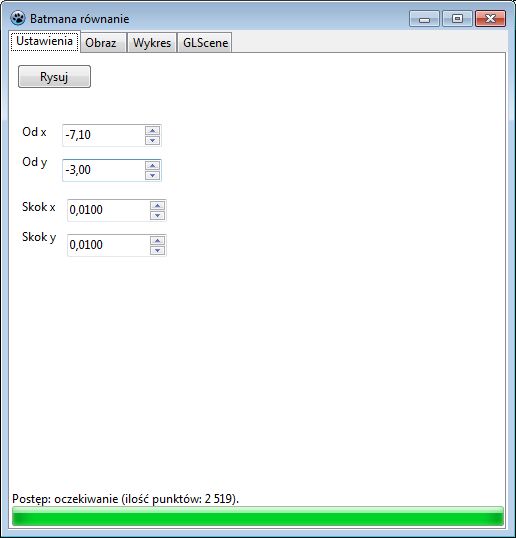 Batmana równanie
Ustawienia Obraz Wykres GLScene
Rysuj
Od x -7,10
Od y -3,00
Skok x 0,0100
Skok y 0,0100
Postęp: oczekiwanie (ilość punktów: 2 519).